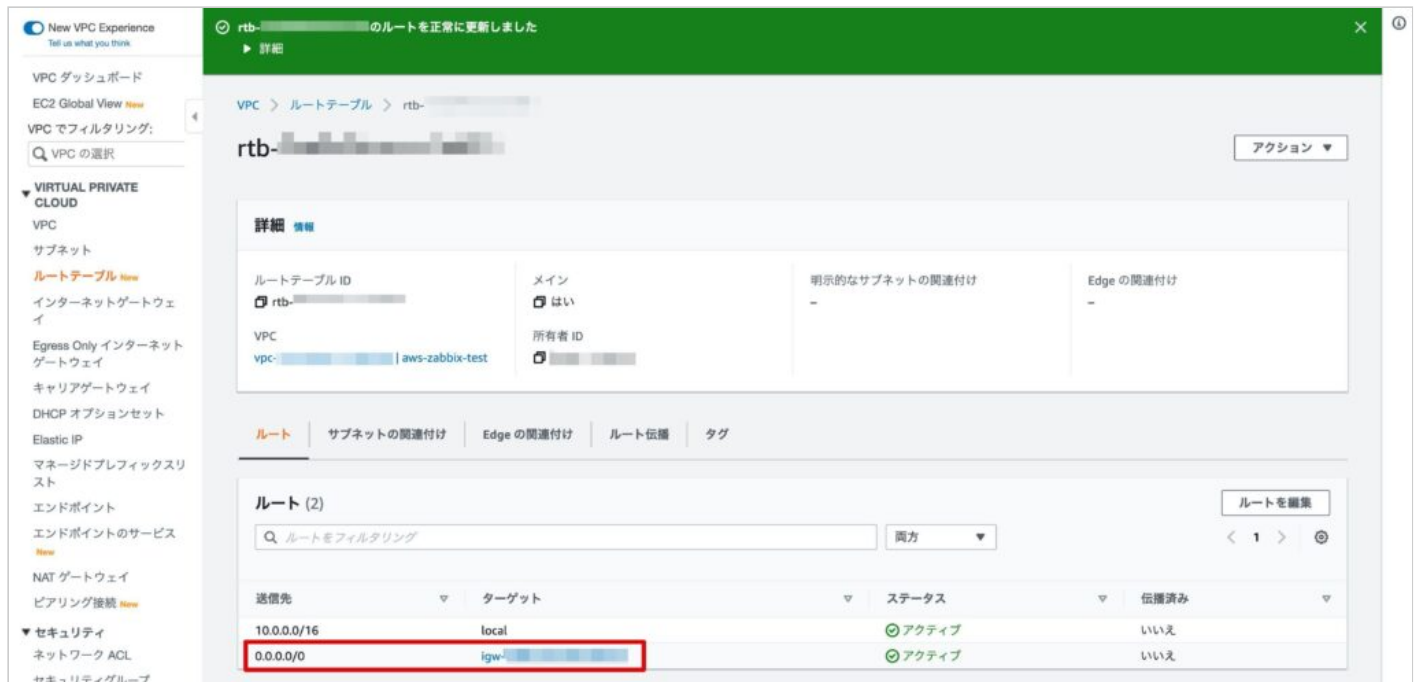 New VPC Experience
Tell us what you think
VPC ダッシュボード
EC2 Global View New
VPC でフィルタリング:
VPC の選択
VIRTUAL PRIVATE
CLOUD
VPC
サブネット
ルートテーブル New
インターネットゲートウェ
イ
Egress Only インターネット
ゲートウェイ
キャリアゲートウェイ
DHCP オプションセット
Elastic IP
マネージドプレフィックスリ
スト
エンドポイント
エンドポイントのサービス
New
NAT ゲートウェイ
ピアリング接続 New
セキュリティ
ネットワーク ACL
セキュリティグループ
rtb- のルートを正常に更新しました
詳細
VPC > ルートテーブル > rtb-
rtb-
アクション
詳細 情報
ルートテーブル ID
rtb-
メイン
はい
明示的なサブネットの関連付け
–
Edge の関連付け
–
VPC
vpc- | aws-zabbix-test
所有者 ID
ルート サブネットの関連付け Edge の関連付け ルート伝播 タグ
ルート (2)
ルートを編集
ルートをフィルタリング 両方 < 1 >
送信先 ターゲット ステータス 伝播済み
10.0.0.0/16 local アクティブ いいえ
0.0.0.0/0 igw- アクティブ いいえ